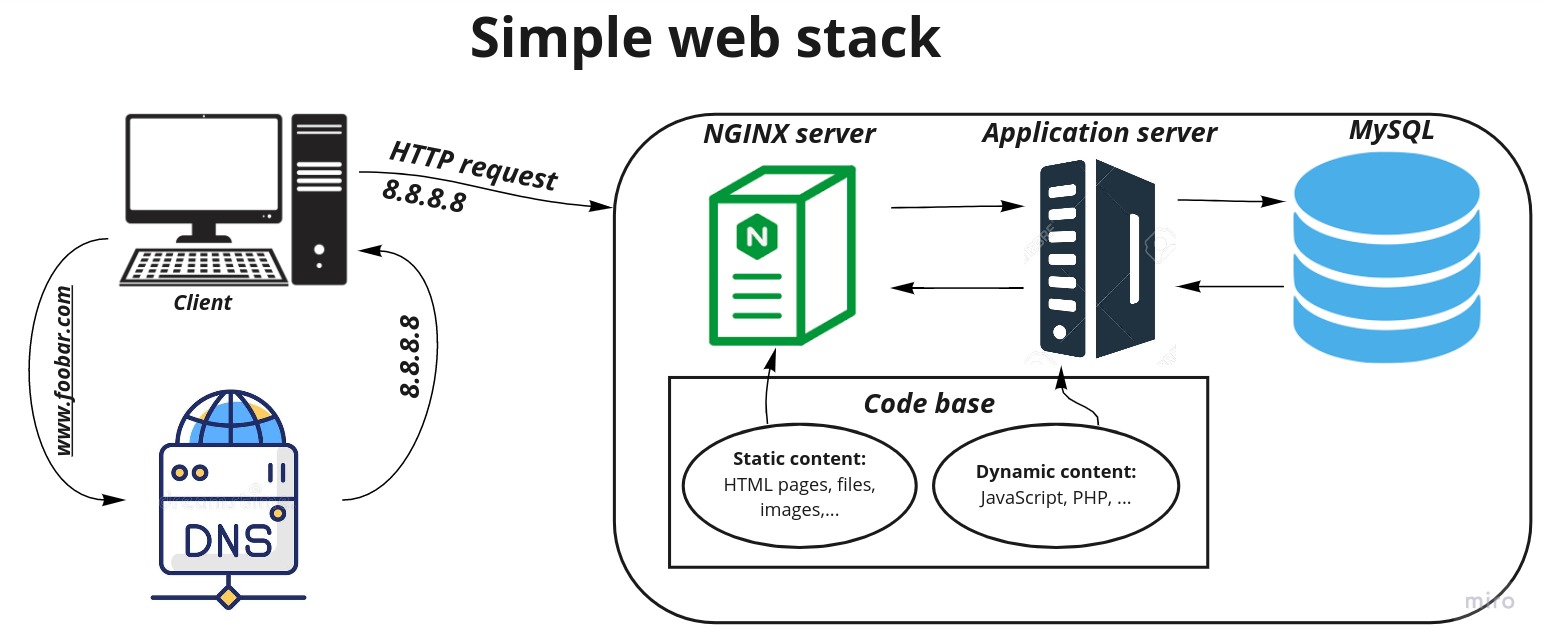 Simple web stack
HTTP request
8.8.8.8
Client
www.foobar.com
8.8.8.8
DNS
NGINX server
N
Application server
MySQL
Code base
Static content:
HTML pages, files,
images,...
Dynamic content:
JavaScript, PHP, ...
miro